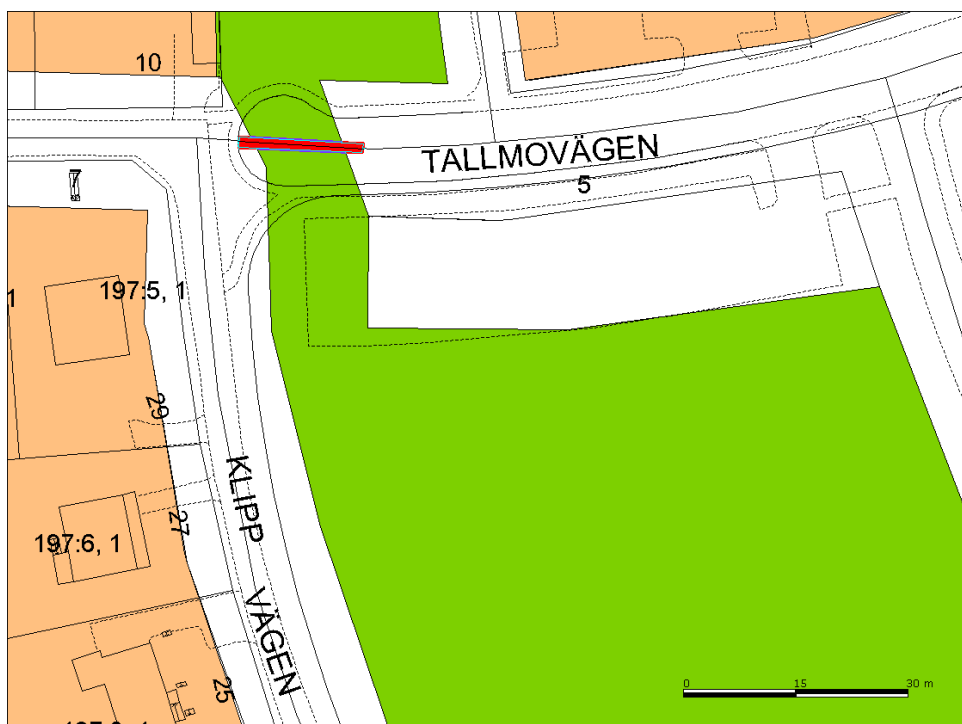 10
TALLMOVÄGEN
5
1
197:5, 1
29
KLIPP
27
197:6, 1
VÄGEN
25
0 15 30 m